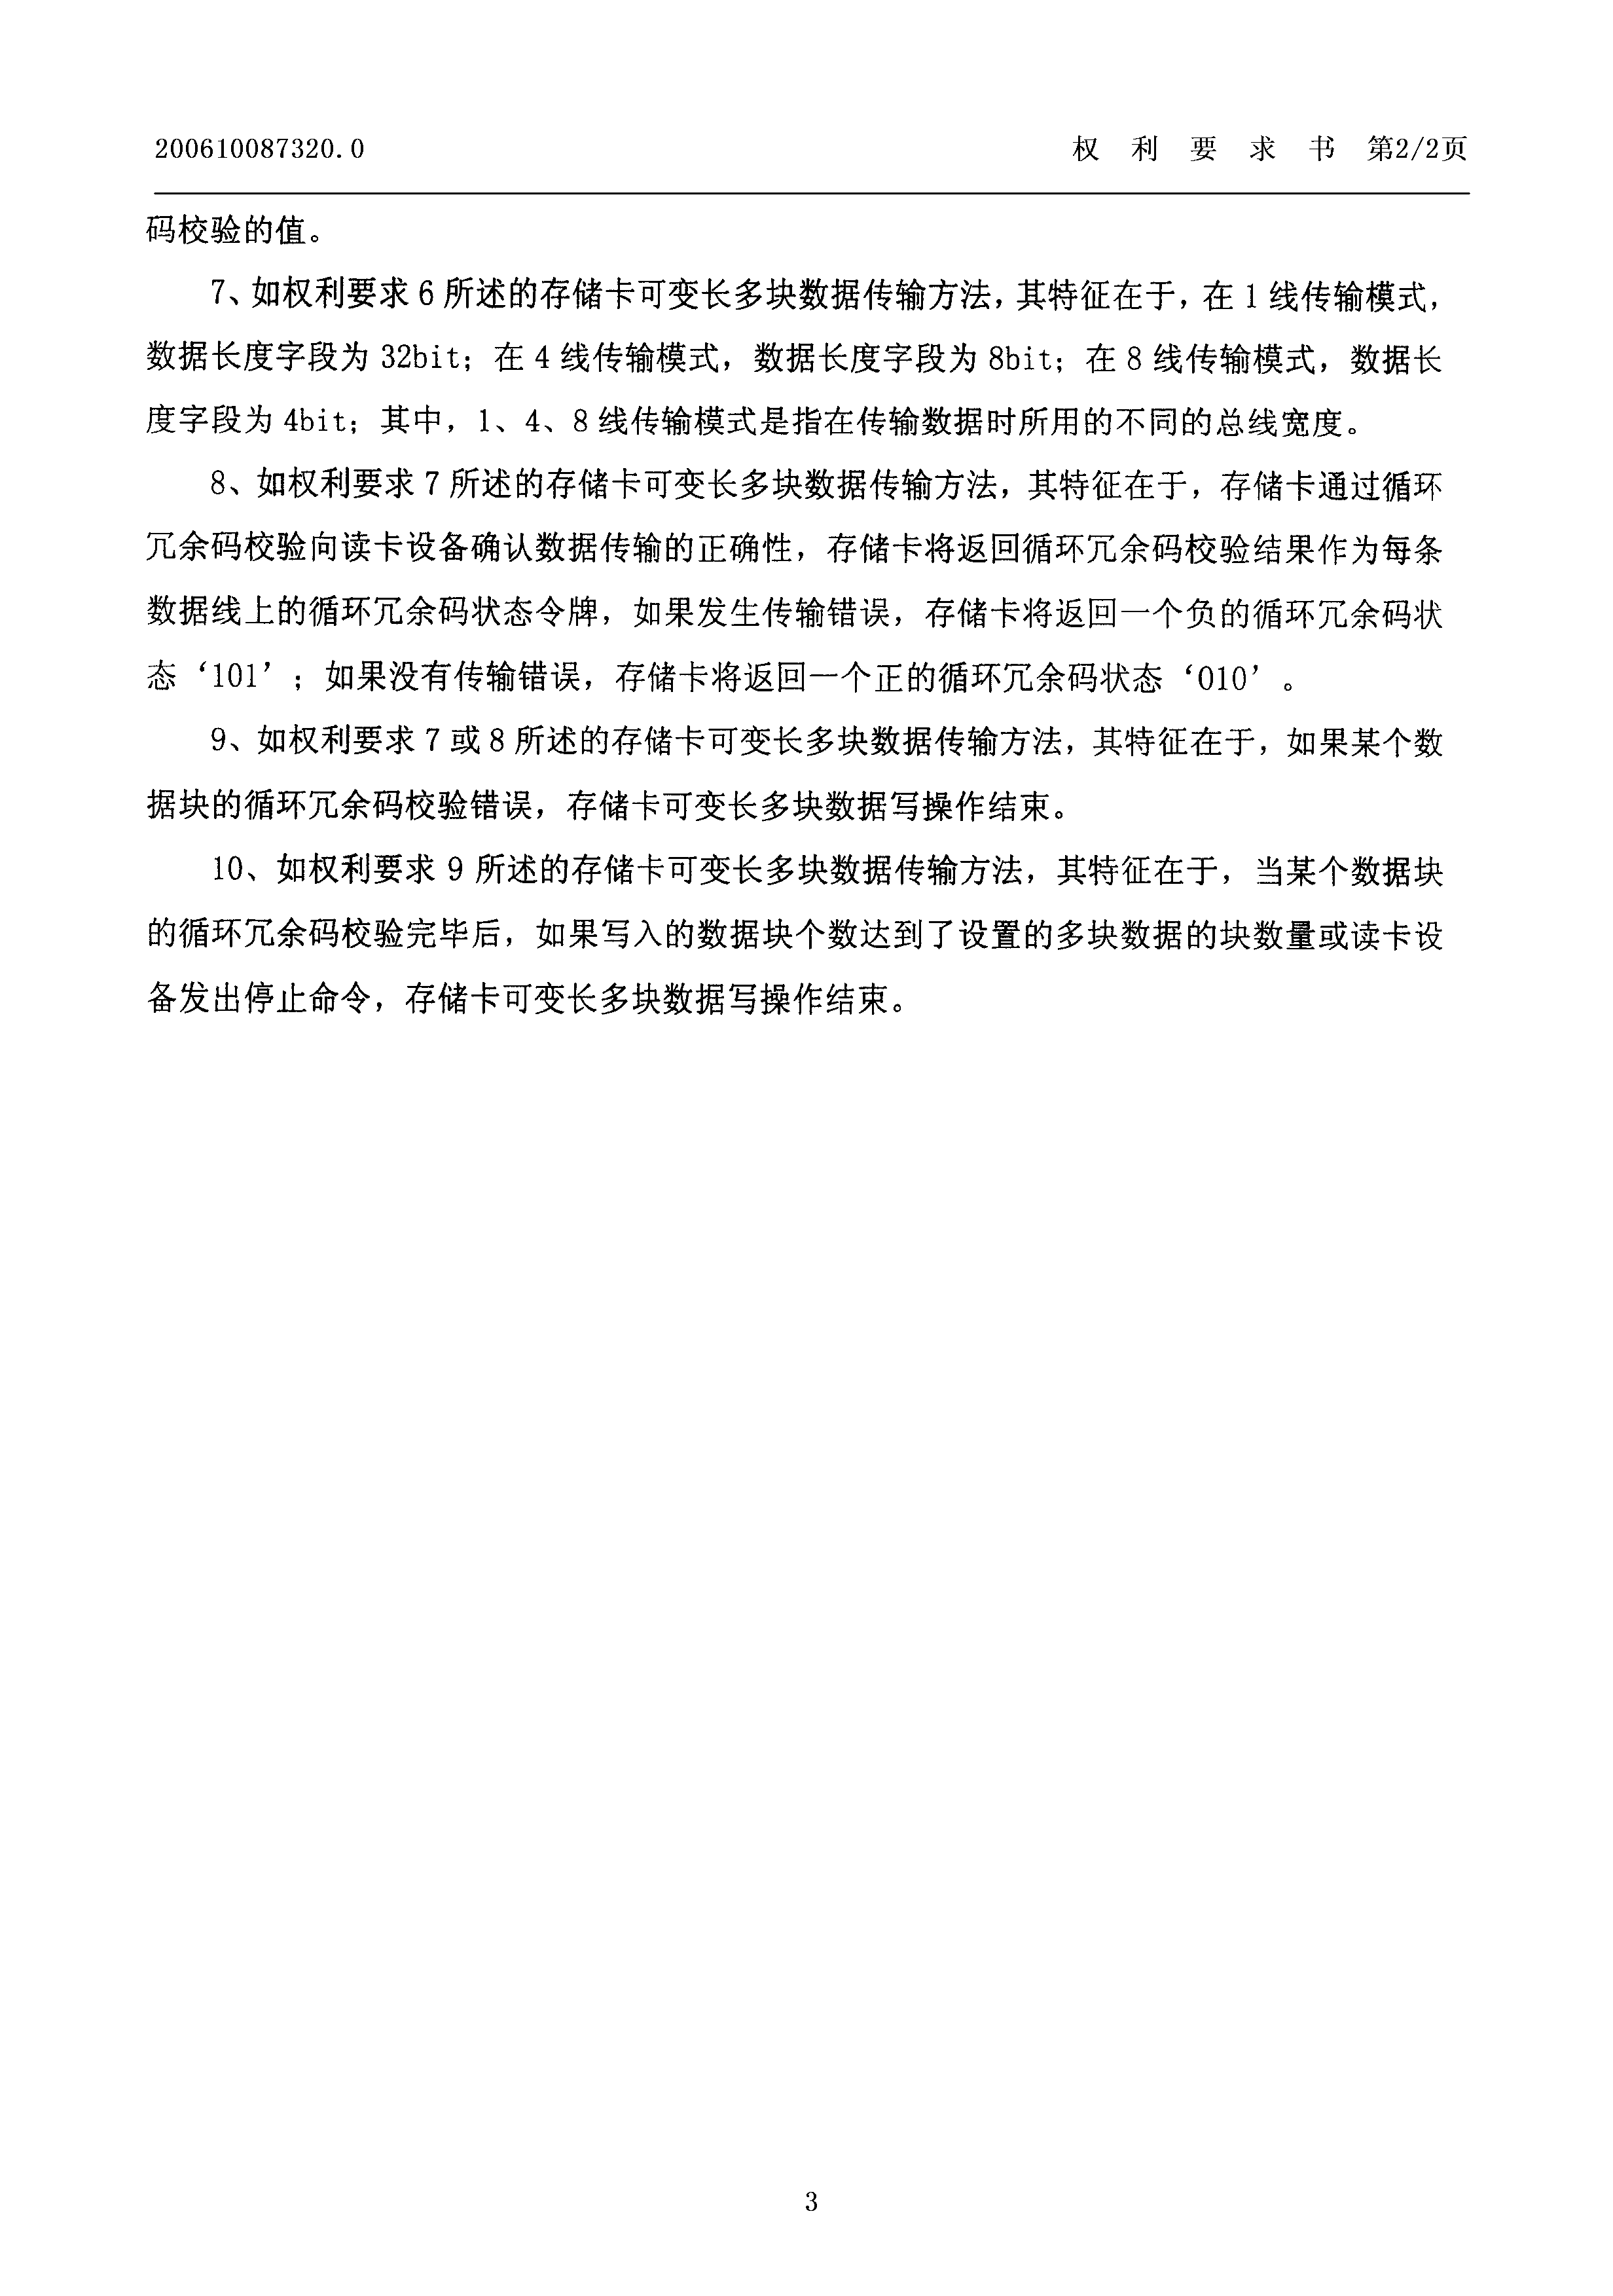 200610087320.0
权 利 要 求 书 第2/2页
码校验的值。
7、如权利要求 6 所述的存储卡可变长多块数据传输方法，其特征在于，在 1 线传输模式，
数据长度字段为 32bit；在 4 线传输模式，数据长度字段为 8bit；在 8 线传输模式，数据长
度字段为 4bit；其中，1、4、8 线传输模式是指在传输数据时所用的不同的总线宽度。
8、如权利要求 7 所述的存储卡可变长多块数据传输方法，其特征在于，存储卡通过循环
冗余码校验向读卡设备确认数据传输的正确性，存储卡将返回循环冗余码校验结果作为每条
数据线上的循环冗余码状态令牌，如果发生传输错误，存储卡将返回一个负的循环冗余码状
态‘101’；如果没有传输错误，存储卡将返回一个正的循环冗余码状态‘010’。
9、如权利要求 7 或 8 所述的存储卡可变长多块数据传输方法，其特征在于，如果某个数
据块的循环冗余码校验错误，存储卡可变长多块数据写操作结束。
10、如权利要求 9 所述的存储卡可变长多块数据传输方法，其特征在于，当某个数据块
的循环冗余码校验完毕后，如果写入的数据块个数达到了设置的多块数据的块数量或读卡设
备发出停止命令，存储卡可变长多块数据写操作结束。
3